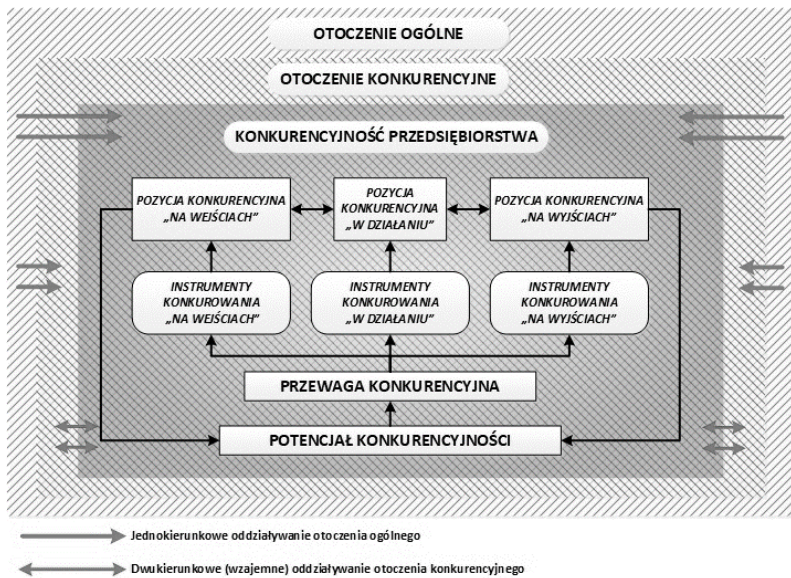 OTOCZENIE OGÓLNE
OTOCZENIE KONKURENCYJNE
KONKURENCYJNOŚĆ PRZEDSIĘBIORSTWA
POZYCJA KONKURENCYJNA
„NA WEJŚCIACH”
POZYCJA
KONKURENCYJNA
„W DZIAŁANIU”
POZYCJA KONKURENCYJNA
„NA WYJŚCIACH”
INSTRUMENTY
KONKUROWANIA
„NA WEJŚCIACH”
INSTRUMENTY
KONKUROWANIA
„W DZIAŁANIU”
INSTRUMENTY
KONKUROWANIA
„NA WYJŚCIACH”
PRZEWAGA KONKURENCYJNA
POTENCJAŁ KONKURENCYJNOŚCI
Jednokierunkowe oddziaływanie otoczenia ogólnego
Dwukierunkowe (wzajemne) oddziaływanie otoczenia konkurencyjnego